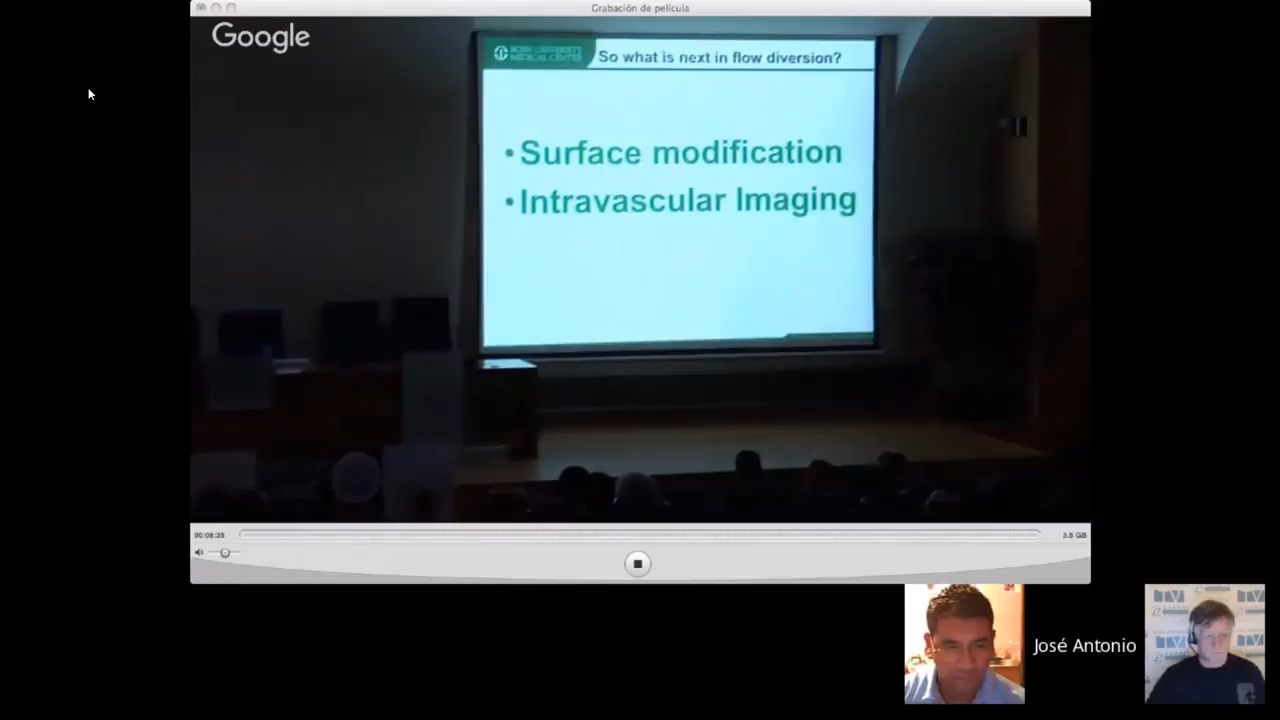 Grabación de película
Google
So what is next in flow diversion?
•Surface modification
•Intravascular Imaging
00:08:35
3.5 GB
José Antonio